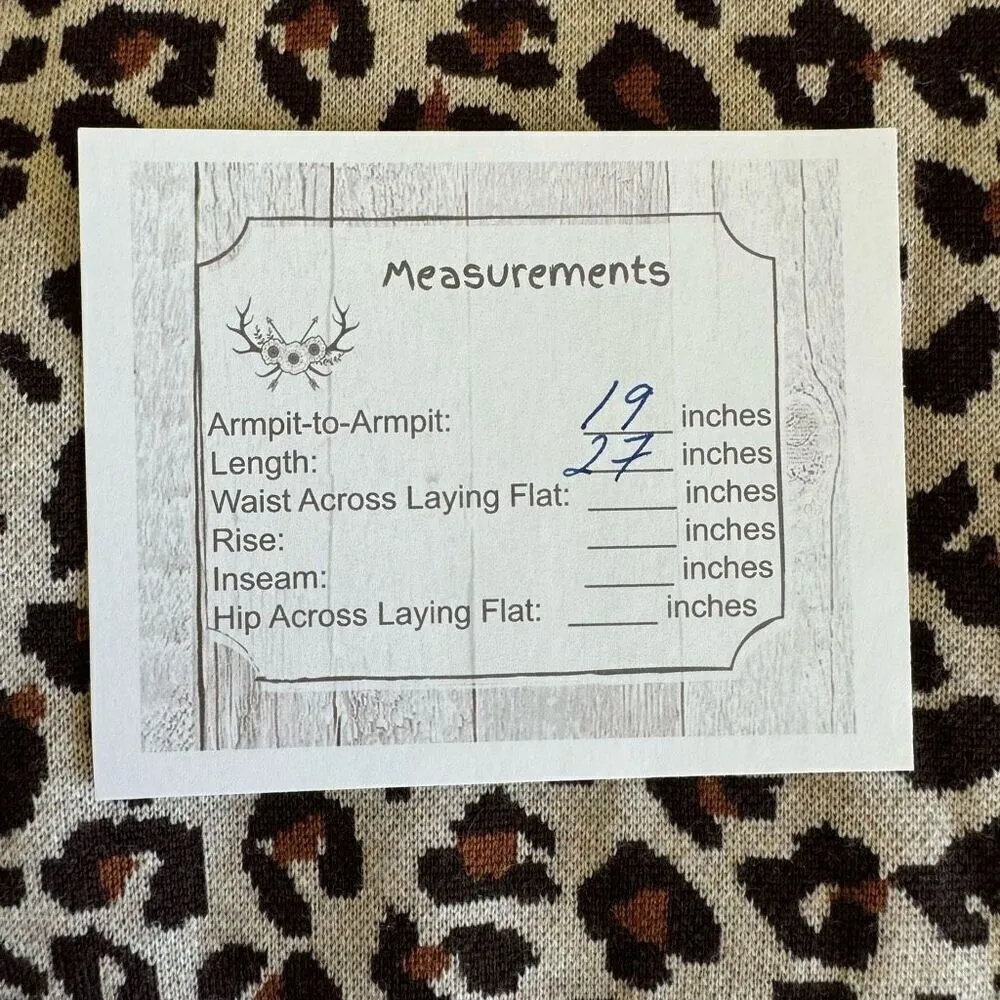 Measurements
Armpit-to-Armpit: 19 inches
Length: 27 inches
Waist Across Laying Flat: ______ inches
Rise: ______ inches
Inseam: ______ inches
Hip Across Laying Flat: ______ inches